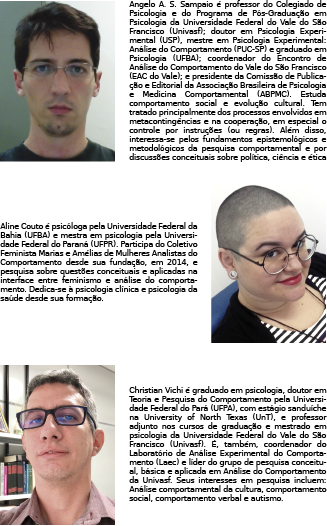 Angelo A. S. Sampaio é professor do Colegiado de
Psicologia e do Programa de Pós-Graduação em
Psicologia da Universidade Federal do Vale do São
Francisco (Univasf); doutor em Psicologia Experi-
mental (USP), mestre em Psicologia Experimental:
Análise do Comportamento (PUC-SP) e graduado em
Psicologia (UFBA); coordenador do Encontro de
Análise do Comportamento do Vale do São Francisco
(EAC do Vale); e presidente da Comissão de Publica-
ção e Editorial da Associação Brasileira de Psicologia
e Medicina Comportamental (ABPMC). Estuda
comportamento social e evolução cultural. Tem
tratado principalmente dos processos envolvidos em
metacontingências e na cooperação, em especial o
controle por instruções (ou regras). Além disso,
interessa-se pelos fundamentos epistemológicos e
metodológicos da pesquisa comportamental e por
discussões conceituais sobre política, ciência e ética
Aline Couto é psicóloga pela Universidade Federal da
Bahia (UFBA) e mestra em psicologia pela Universi-
dade Federal do Paraná (UFPR). Participa do Coletivo
Feminista Marias e Amélias de Mulheres Analistas do
Comportamento desde sua fundação, em 2014, e
pesquisa sobre questões conceituais e aplicadas na
interface entre feminismo e análise do comporta-
mento. Dedica-se à psicologia clínica e psicologia da
saúde desde sua formação.
Christian Vichi é graduado em psicologia, doutor em
Teoria e Pesquisa do Comportamento pela Universi-
dade Federal do Pará (UFPA), com estágio sanduíche
na University of North Texas (UnT), e professor
adjunto nos cursos de graduação e mestrado em
psicologia da Universidade Federal do Vale do São
Francisco (Univasf). É, também, coordenador do
Laboratório de Análise Experimental do Comporta-
mento (Laec) e líder do grupo de pesquisa conceitu-
al, básica e aplicada em Análise do Comportamento
da Univasf. Seus interesses em pesquisa incluem:
Análise comportamental da cultura, comportamento
social, comportamento verbal e autismo.